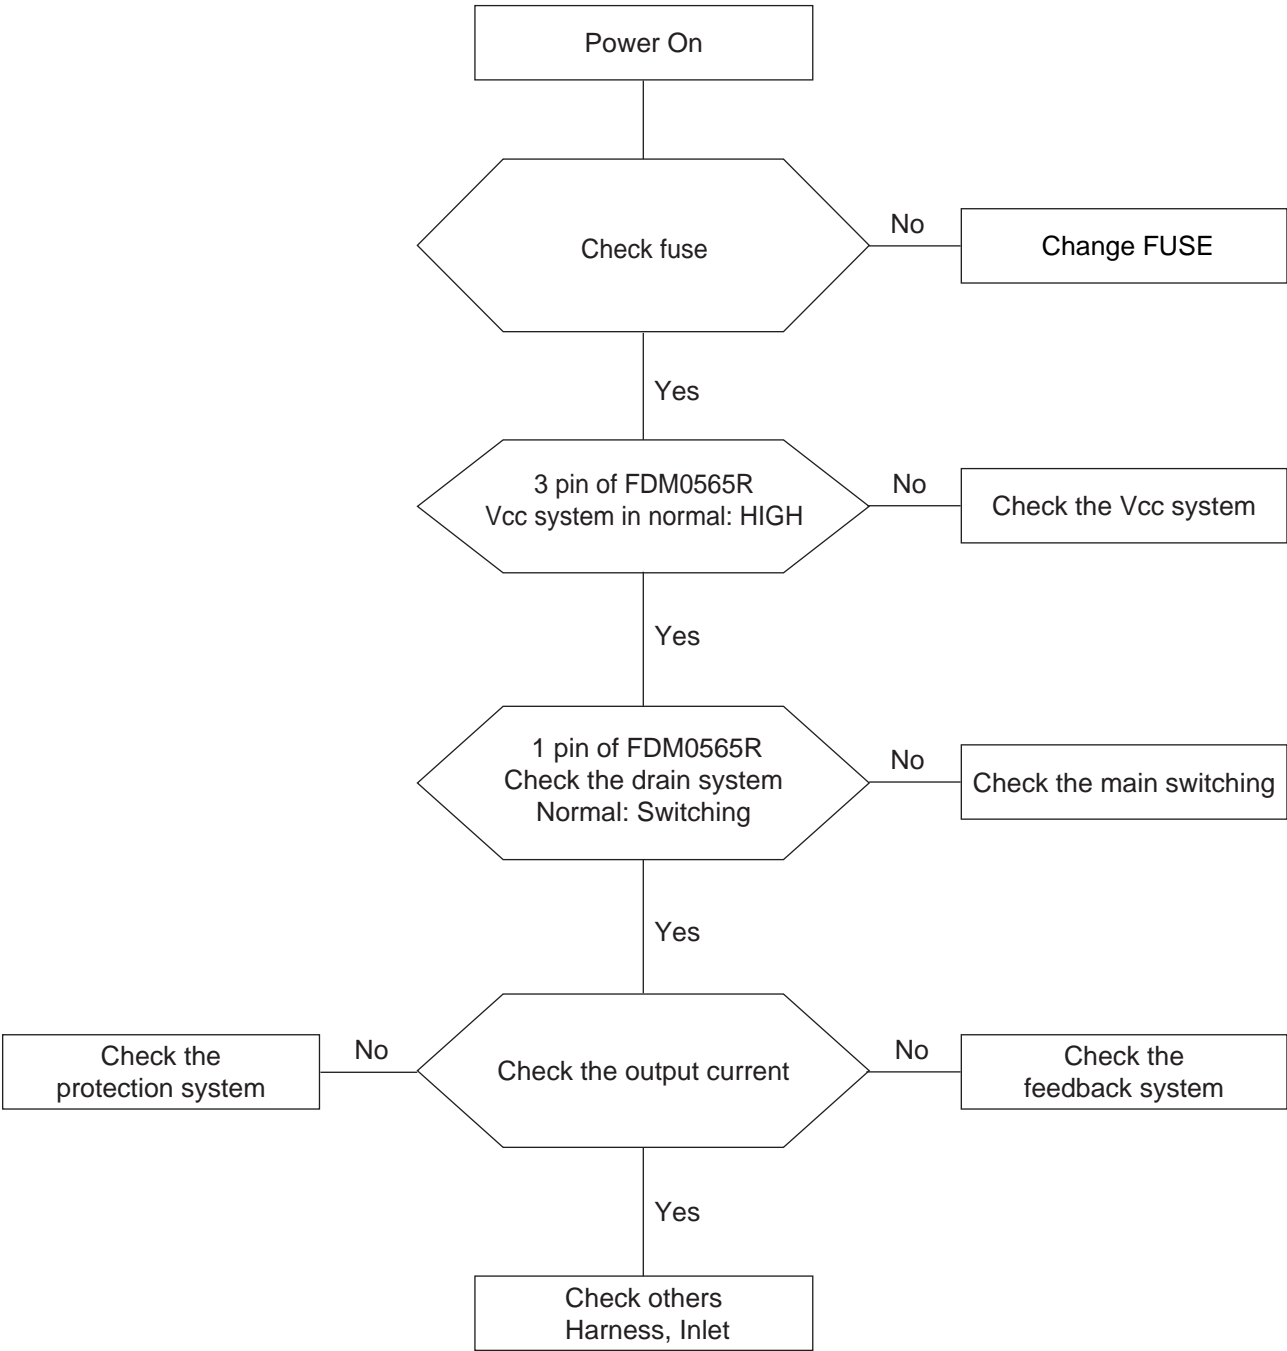 Power On
Check fuse
No
Change FUSE
Yes
3 pin of FDM0565R
Vcc system in normal: HIGH
No
Check the Vcc system
Yes
1 pin of FDM0565R
Check the drain system
Normal: Switching
No
Check the main switching
Yes
Check the
protection system
No
Check the output current
No
Check the
feedback system
Yes
Check others
Harness, Inlet